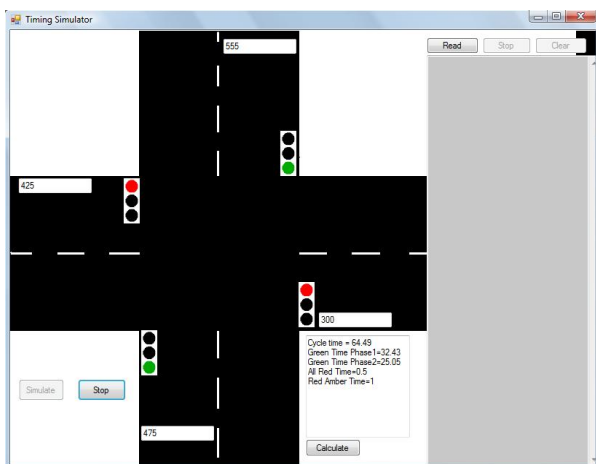 Timing Simulator
555
Read Stop Clear
425
300
Cycle time = 64.49
Green Time Phase1=32.43
Green Time Phase2=25.05
All Red Time=0.5
Red Amber Time=1
Simulate Stop
475
Calculate